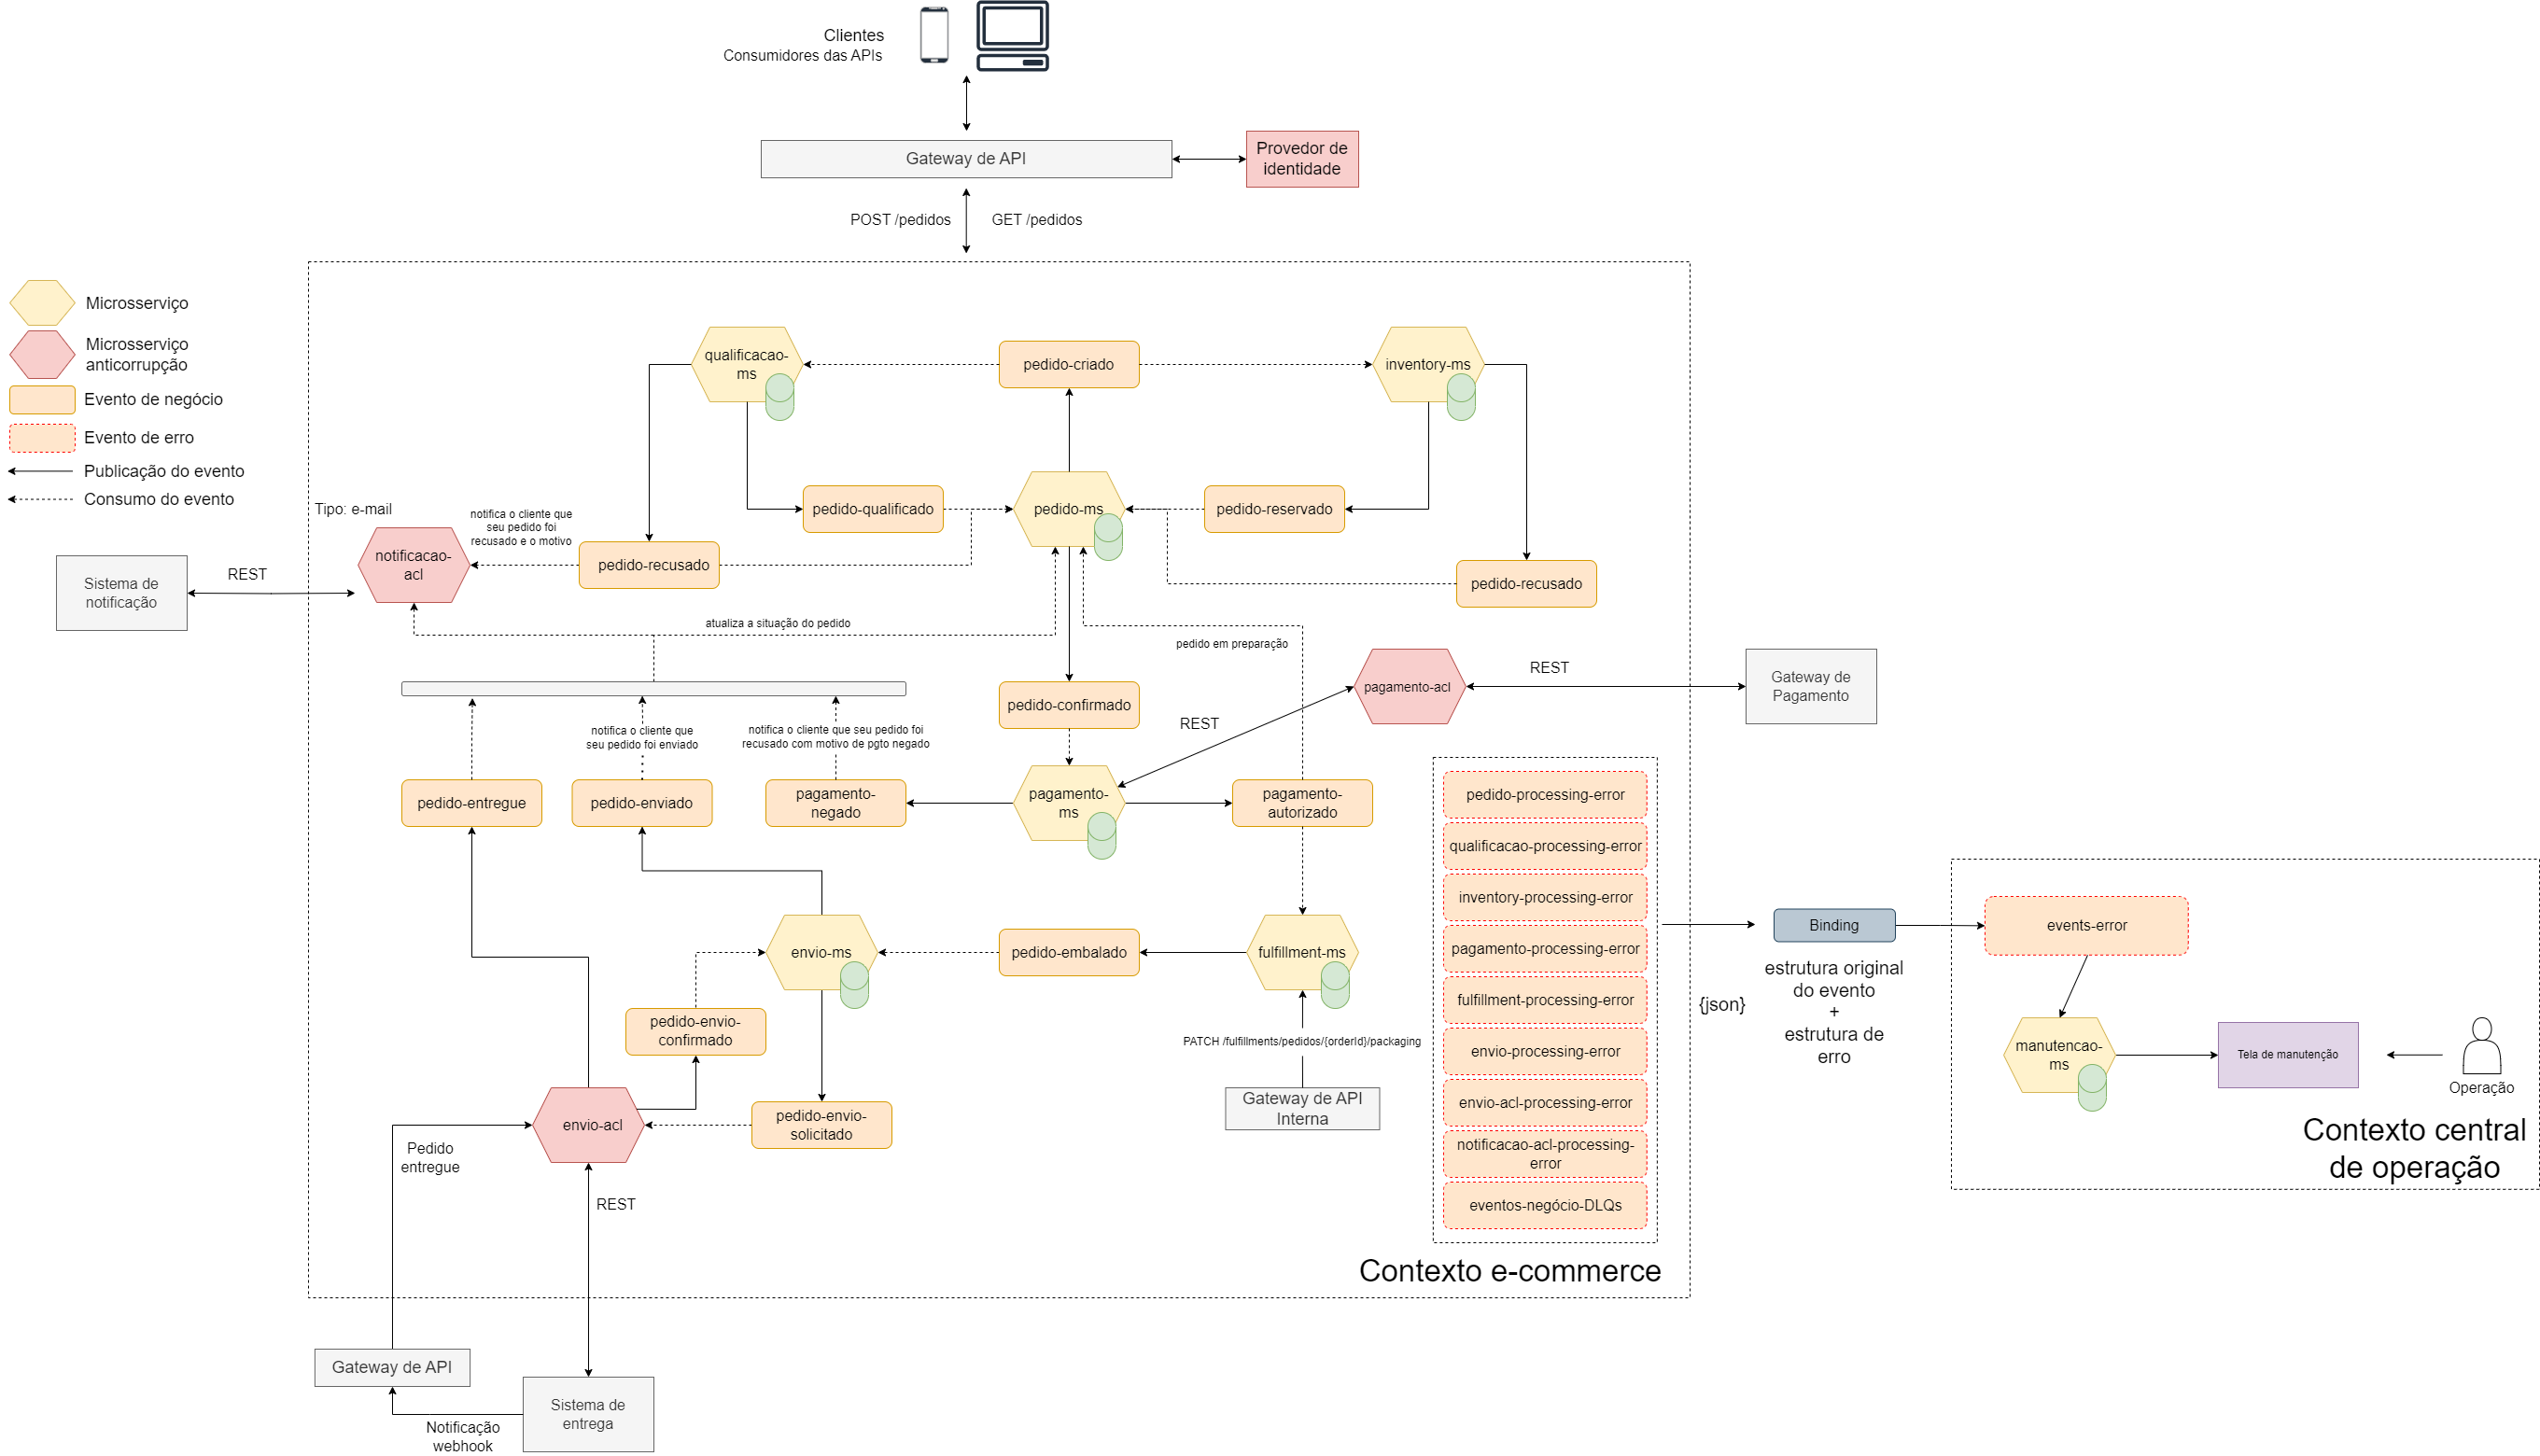 Clientes
Consumidores das APIs
Gateway de API
Provedor de
identidade
POST /pedidos
GET /pedidos
Microsserviço
Microsserviço
anticorrupção
Evento de negócio
Evento de erro
Publicação do evento
Consumo do evento
qualificacao-
ms
pedido-criado
inventory-ms
Tipo: e-mail
notifica o cliente que
seu pedido foi
recusado e o motivo
pedido-qualificado
pedido-ms
pedido-reservado
notificacao-
acl
pedido-recusado
pedido-recusado
Sistema de
notificação
REST
atualiza a situação do pedido
pedido em preparação
pedido-confirmado
pagamento-acl
REST
Gateway de
Pagamento
REST
notifica o cliente que
seu pedido foi enviado
notifica o cliente que seu pedido foi
recusado com motivo de pgto negado
pedido-entregue
pedido-enviado
pagamento-
negado
pagamento-
ms
pagamento-
autorizado
envio-ms
pedido-embalado
fulfillment-ms
pedido-envio-
confirmado
PATCH /fulfillments/pedidos/{orderId}/packaging
Gateway de API
Interna
envio-acl
pedido-envio-
solicitado
Pedido
entregue
REST
pedido-processing-error
qualificacao-processing-error
inventory-processing-error
pagamento-processing-error
fulfillment-processing-error
envio-processing-error
envio-acl-processing-error
notificacao-acl-processing-
error
eventos-negócio-DLQs
Contexto e-commerce
{json}
Binding
estrutura original
do evento
+
estrutura de
erro
events-error
manutencao-
ms
Tela de manutenção
Operação
Contexto central
de operação
Gateway de API
Sistema de
entrega
Notificação
webhook